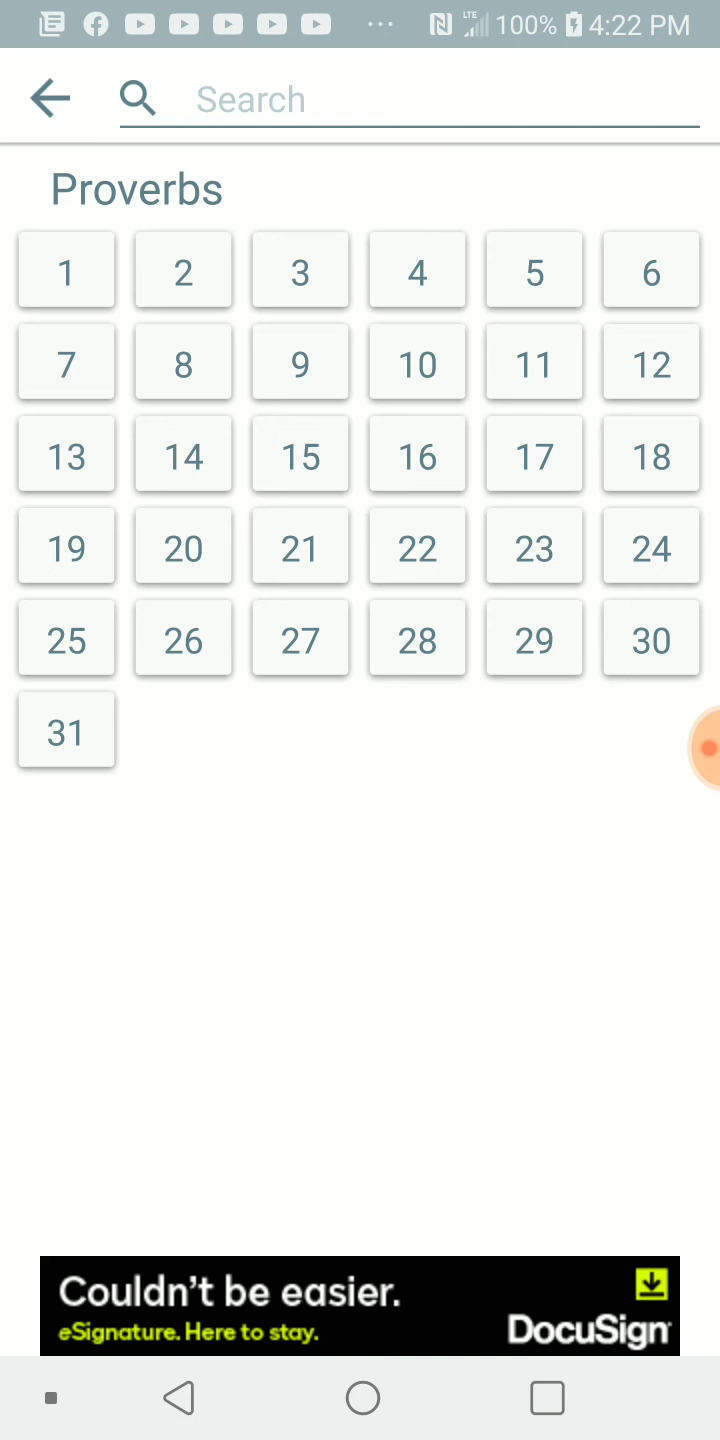 LTE 100% 4:22 PM
Search
Proverbs
1 2 3 4 5 6
7 8 9 10 11 12
13 14 15 16 17 18
19 20 21 22 23 24
25 26 27 28 29 30
31
Couldn't be easier.
eSignature. Here to stay.
DocuSign